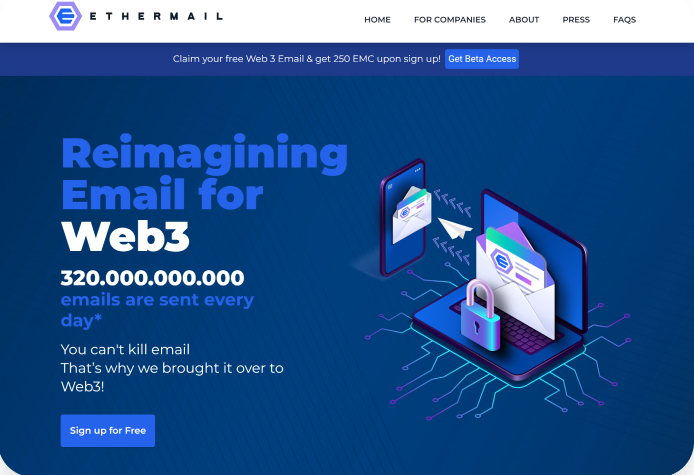 ETHERMAIL
HOME FOR COMPANIES ABOUT PRESS FAQS
Claim your free Web 3 Email & get 250 EMC upon sign up! Get Beta Access
Reimagining
Email for
Web3
320.000.000.000
emails are sent every
day*
You can't kill email
That's why we brought it over to
Web3!
Sign up for Free